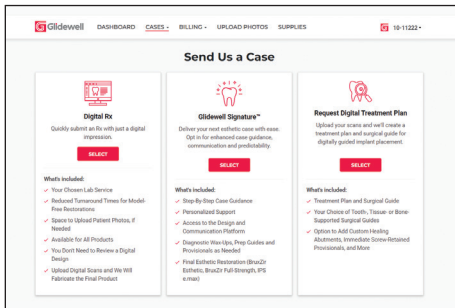 Glidewell
DASHBOARD CASES BILLING UPLOAD PHOTOS SUPPLIES
10-11222
Send Us a Case
Digital Rx
Quickly submit an Rx with just a digital
impression.
SELECT
What's included:
Your Chosen Lab Service
Reduced Turnaround Times for Model-
Free Restorations
Space to Upload Patient Photos, if
Needed
Available for All Products
You Don't Need to Review a Digital
Design
Upload Digital Scans and We Will
Fabricate the Final Product
Glidewell Signature™
Deliver your next esthetic case with ease.
Opt in for enhanced case guidance,
communication and predictability.
SELECT
What's included:
Step-By-Step Case Guidance
Personalized Support
Access to the Design and
Communication Platform
Diagnostic Wax-Ups, Prep Guides and
Provisionals as Needed
Final Esthetic Restoration (BruxZir
Esthetic, BruxZir Full-Strength, IPS
e.max)
Request Digital Treatment Plan
Upload your scans and we'll create a
treatment plan and surgical guide for
digitally guided implant placement.
SELECT
What's included:
Treatment Plan and Surgical Guide
Your Choice of Tooth-, Tissue- or Bone-
Supported Surgical Guides
Option to Add Custom Healing
Abutments, Immediate Screw-Retained
Provisionals, and More